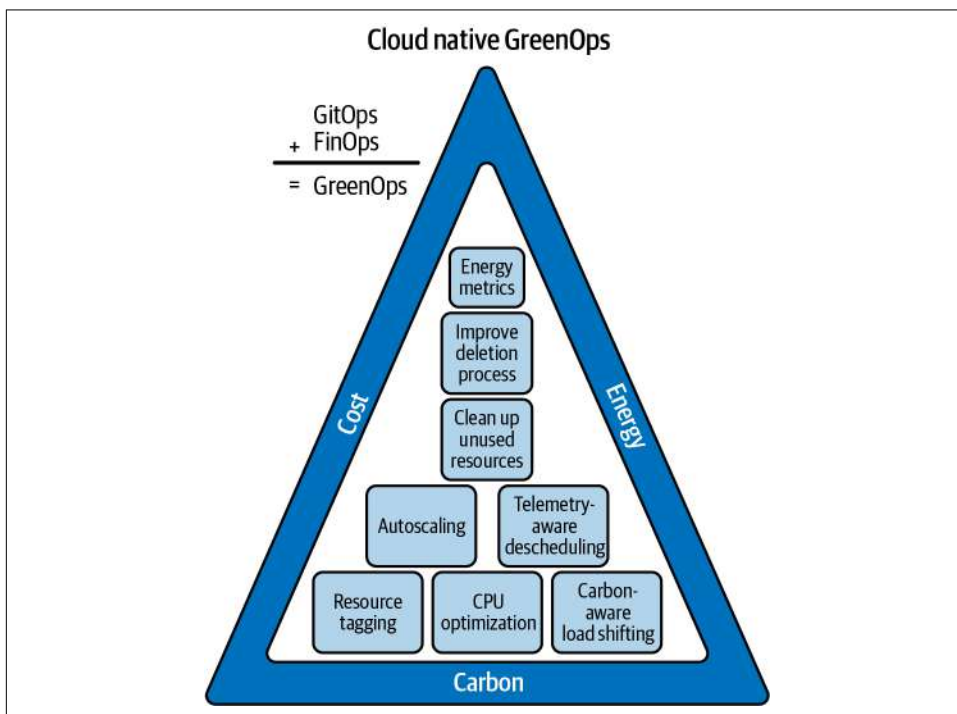 Cloud native GreenOps
GitOps
+ FinOps
= GreenOps
Energy
metrics
Improve
deletion
process
Cost
Energy
Clean up
unused
resources
Autoscaling
Telemetry-
aware
descheduling
Resource
tagging
CPU
optimization
Carbon-
aware
load shifting
Carbon